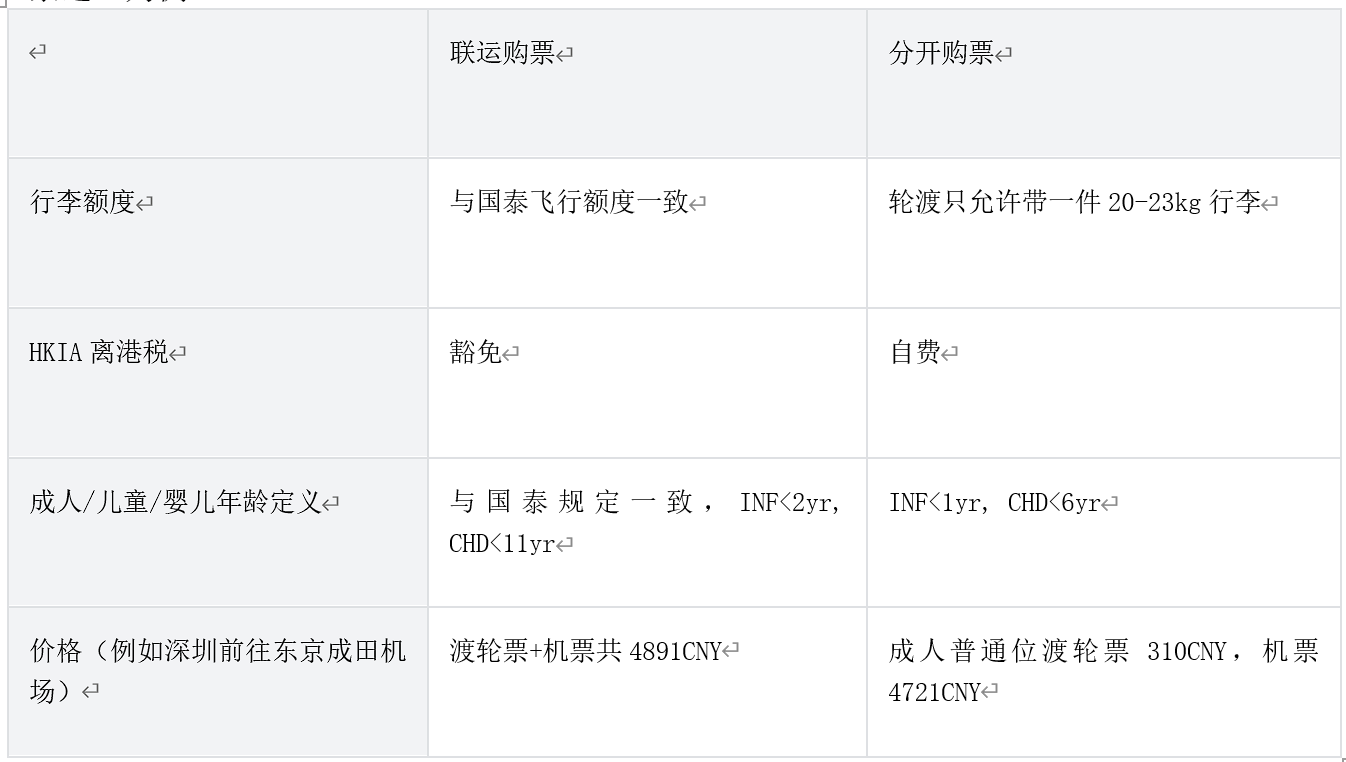 联运购票
分开购票
行李额度
与国泰飞行额度一致
轮渡只允许带一件 20-23kg 行李
HKIA 离港税
豁免
自费
成人/儿童/婴儿年龄定义
与国泰规定一致，INF<2yr,
CHD<11yr
INF<1yr, CHD<6yr
价格（例如深圳前往东京成田机
场）
渡轮票+机票共 4891CNY
成人普通位渡轮票 310CNY，机票
4721CNY